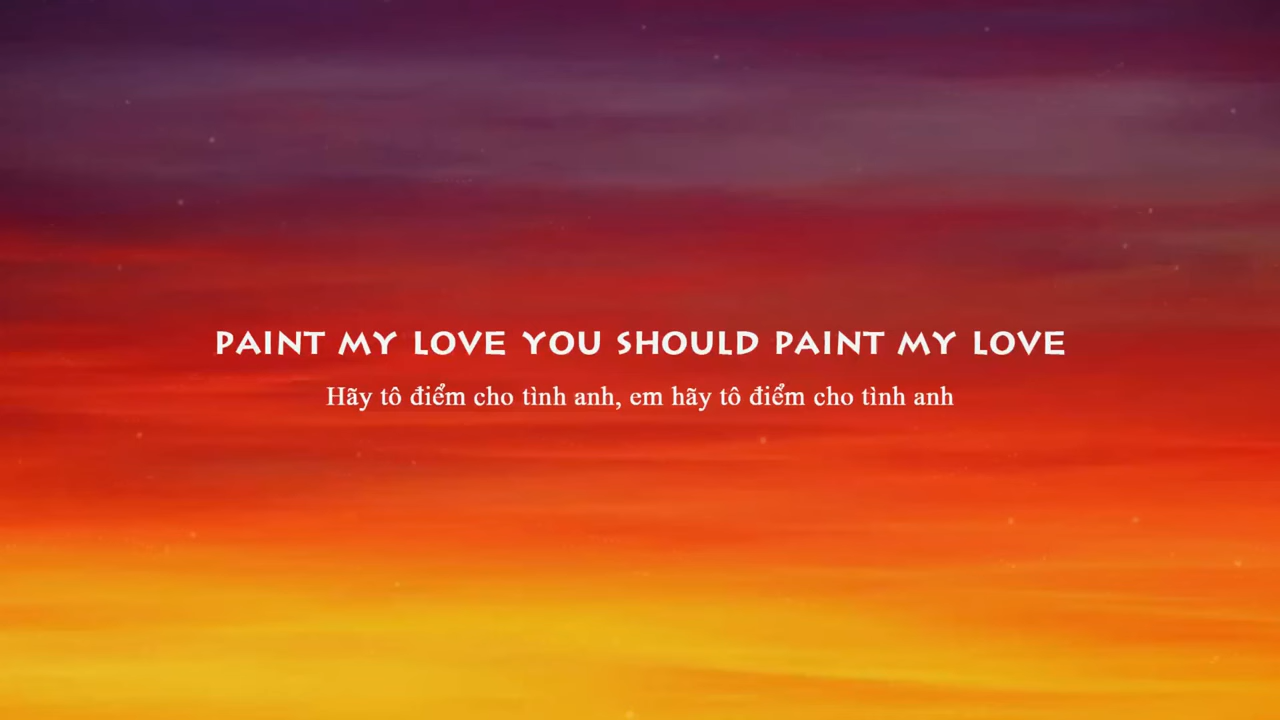 PAINT MY LOVE YOU SHOULD PAINT MY LOVE
Hãy tô điểm cho tình anh, em hãy tô điểm cho tình anh